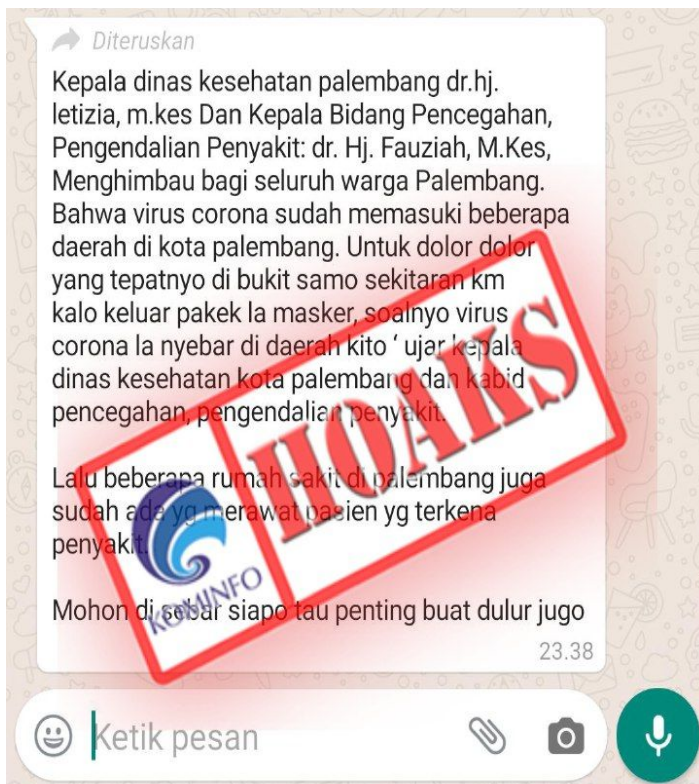 Diteruskan
Kepala dinas kesehatan palembang dr.hj.
letizia, m.kes Dan Kepala Bidang Pencegahan,
Pengendalian Penyakit: dr. Hj. Fauziah, M.Kes,
Menghimbau bagi seluruh warga Palembang.
Bahwa virus corona sudah memasuki beberapa
daerah di kota palembang. Untuk dolor dolor
yang tepatnyo di bukit samo sekitaran km
kalo keluar pakek la masker, soalnyo virus
corona la nyebar di daerah kito ‘ ujar kepala
dinas kesehatan kota palembang dan kabid
pencegahan, pengendalian penyakit.
Lalu beberapa rumah sakit di palembang juga
sudah ada yg merawat pasien yg terkena
penyakit.
Mohon di sebar siapo tau penting buat dulur jugo
23.38
KOMINFO
HOAKS
Ketik pesan